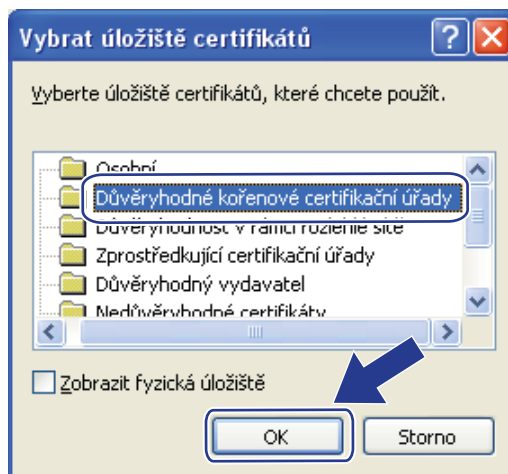 Vybrat úložiště certifikátů
Vyberte úložiště certifikátů, které chcete použít.
Osobní
Důvěryhodné kořenové certifikační úřady
Důvěryhodnost v rámci rozlehlé sítě
Zprostředkující certifikační úřady
Důvěryhodný vydavatel
Nedůvěryhodné certifikáty
Zobrazit fyzická úložiště
OK Storno